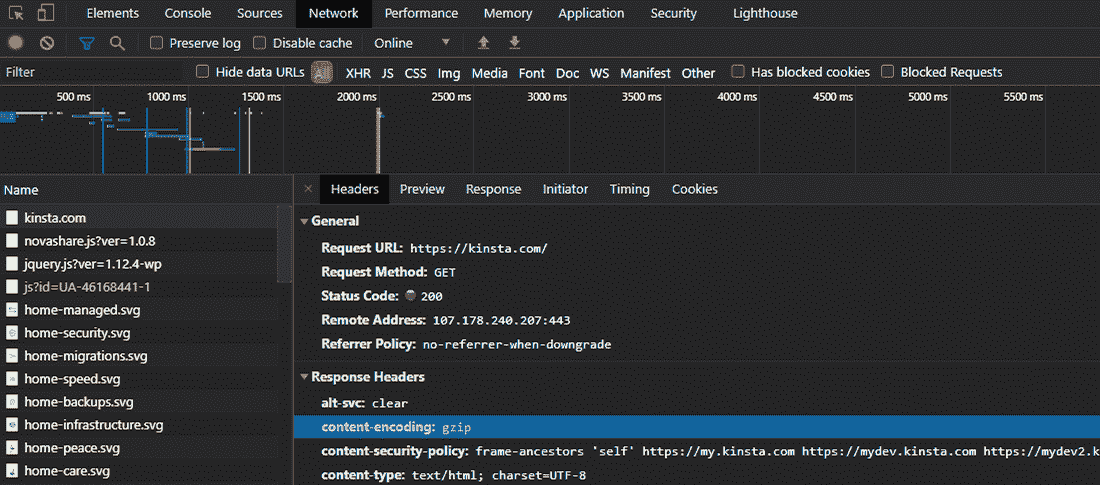 Elements Console Sources Network Performance Memory Application Security Lighthouse
Preserve log Disable cache Online
Filter Hide data URLs All XHR JS CSS Img Media Font Doc WS Manifest Other Has blocked cookies Blocked Requests
500 ms 1000 ms 1500 ms 2000 ms 2500 ms 3000 ms 3500 ms 4000 ms 4500 ms 5000 ms 5500 ms
Name
kinsta.com
novashare.js?ver=1.0.8
jquery.js?ver=1.12.4-wp
js?id=UA-46168441-1
home-managed.svg
home-security.svg
home-migrations.svg
home-speed.svg
home-backups.svg
home-infrastructure.svg
home-peace.svg
home-care.svg
× Headers Preview Response Initiator Timing Cookies
General
Request URL: https://kinsta.com/
Request Method: GET
Status Code: 200
Remote Address: 107.178.240.207:443
Referrer Policy: no-referrer-when-downgrade
Response Headers
alt-svc: clear
content-encoding: gzip
content-security-policy: frame-ancestors 'self' https://my.kinsta.com https://mydev.kinsta.com https://mydev2.k
content-type: text/html; charset=UTF-8